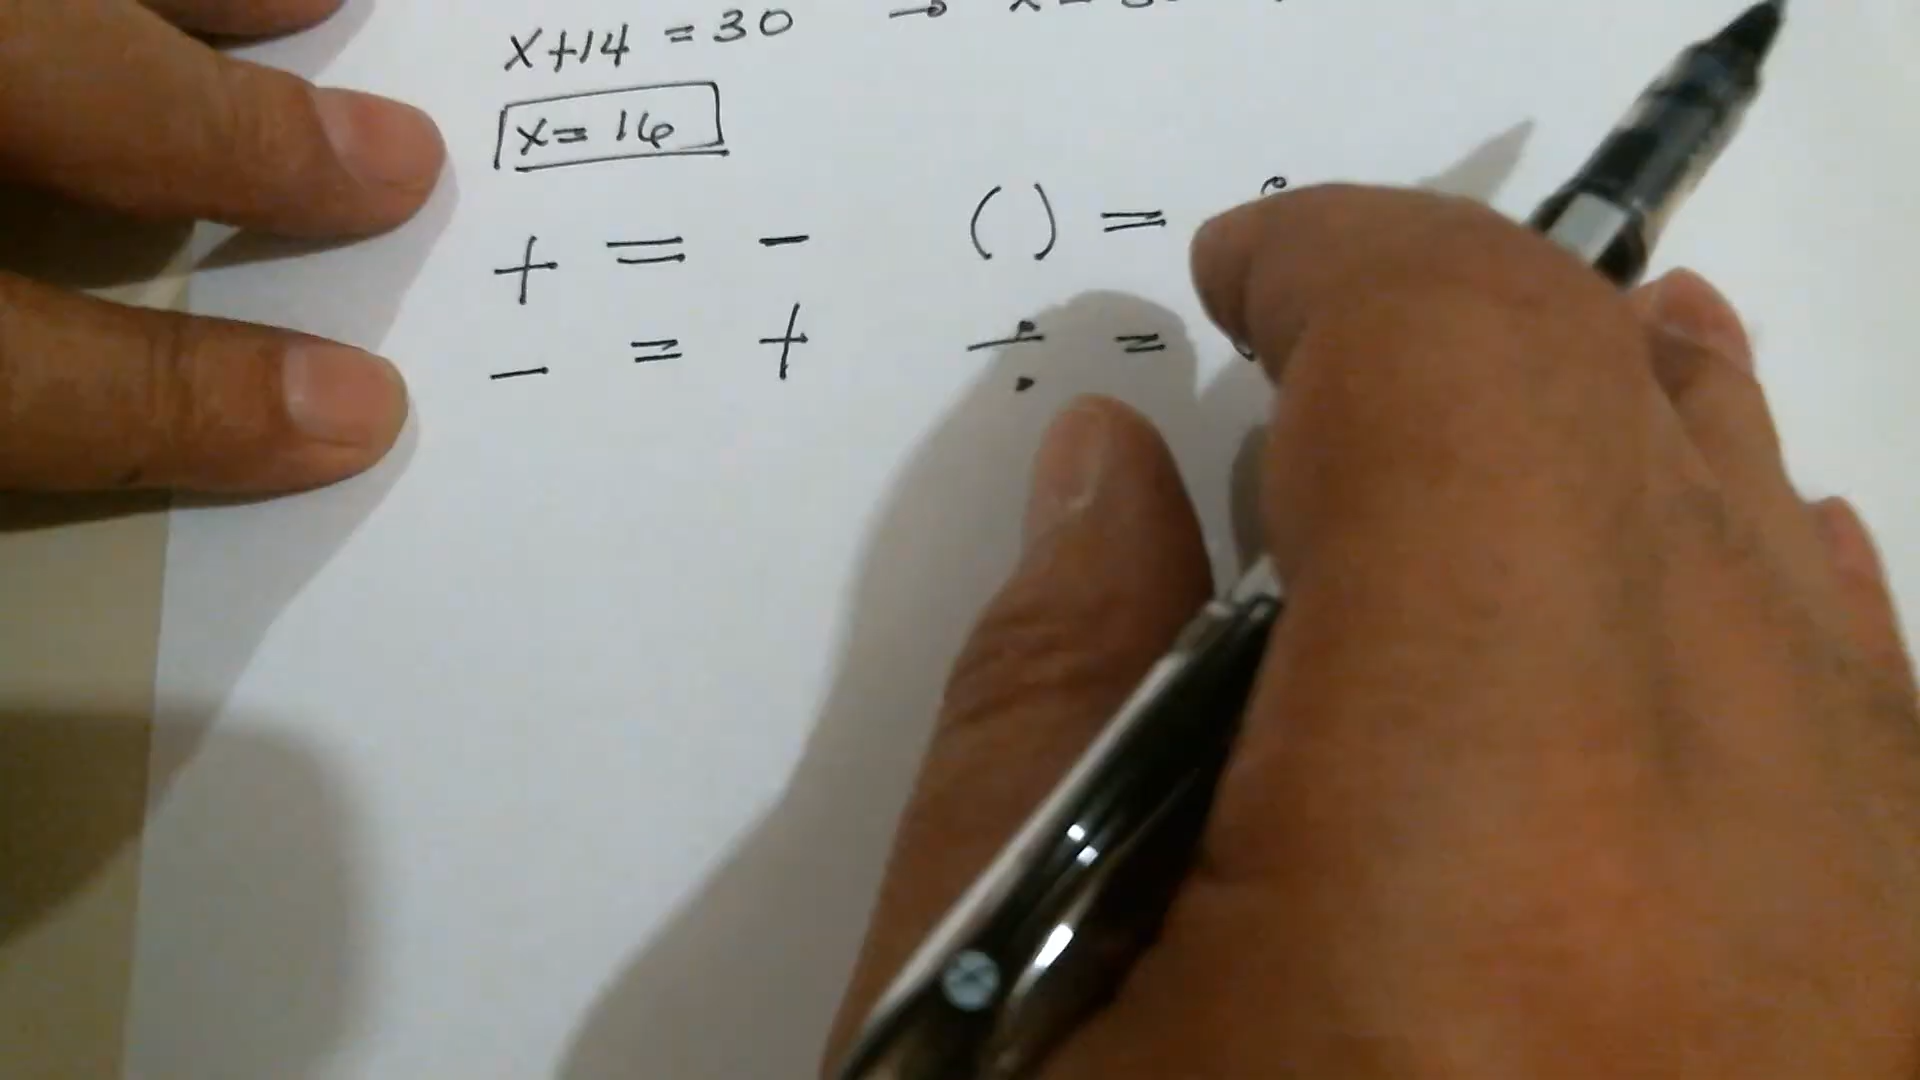 x+14 = 30 →
x= 16
+ = - ( ) =
- = + ÷ =